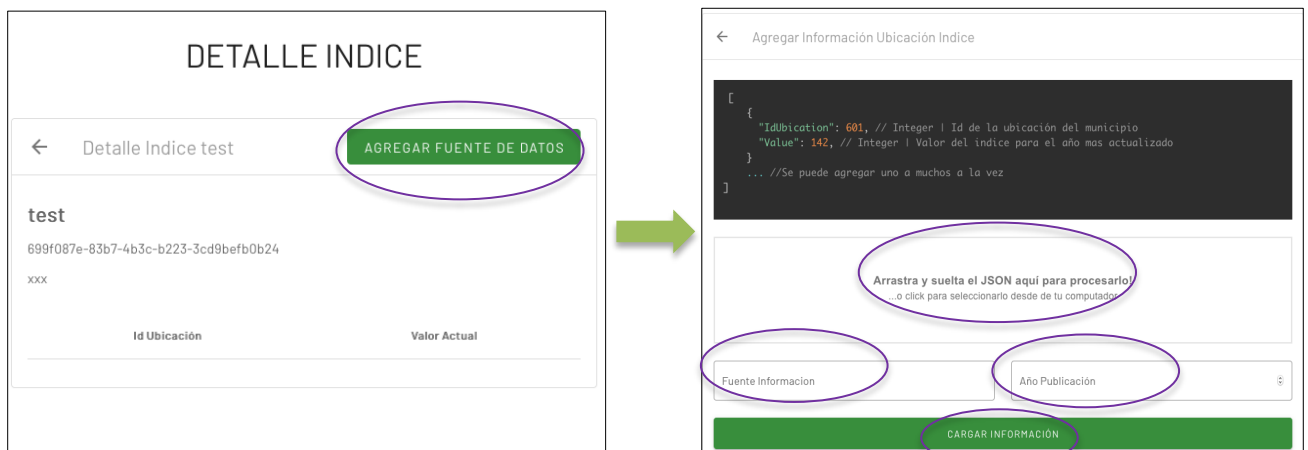 DETALLE INDICE
← Detalle Indice test
AGREGAR FUENTE DE DATOS
test
699f087e-83b7-4b3c-b223-3cd9befb0b24
xxx
Id Ubicación Valor Actual
← Agregar Información Ubicación Indice
[
{
"IdUbication": 601, // Integer | Id de la ubicación del municipio
"Value": 142, // Integer | Valor del indice para el año mas actualizado
}
... //Se puede agregar uno a muchos a la vez
]
Arrastra y suelta el JSON aquí para procesarlo!
...o click para seleccionarlo desde de tu computador
Fuente Informacion
Año Publicación
CARGAR INFORMACIÓN